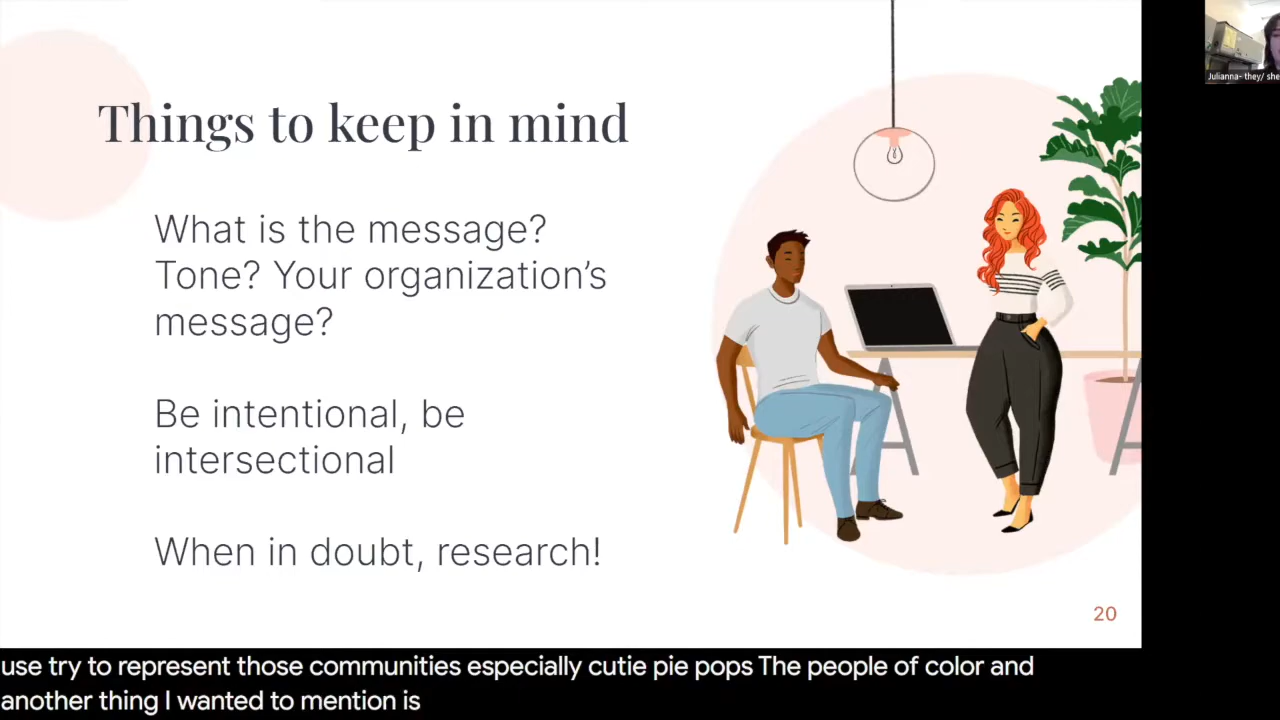 Things to keep in mind
What is the message?
Tone? Your organization’s
message?
Be intentional, be
intersectional
When in doubt, research!
20
Julianna- they/ she
use try to represent those communities especially cutie pie pops The people of color and
another thing I wanted to mention is